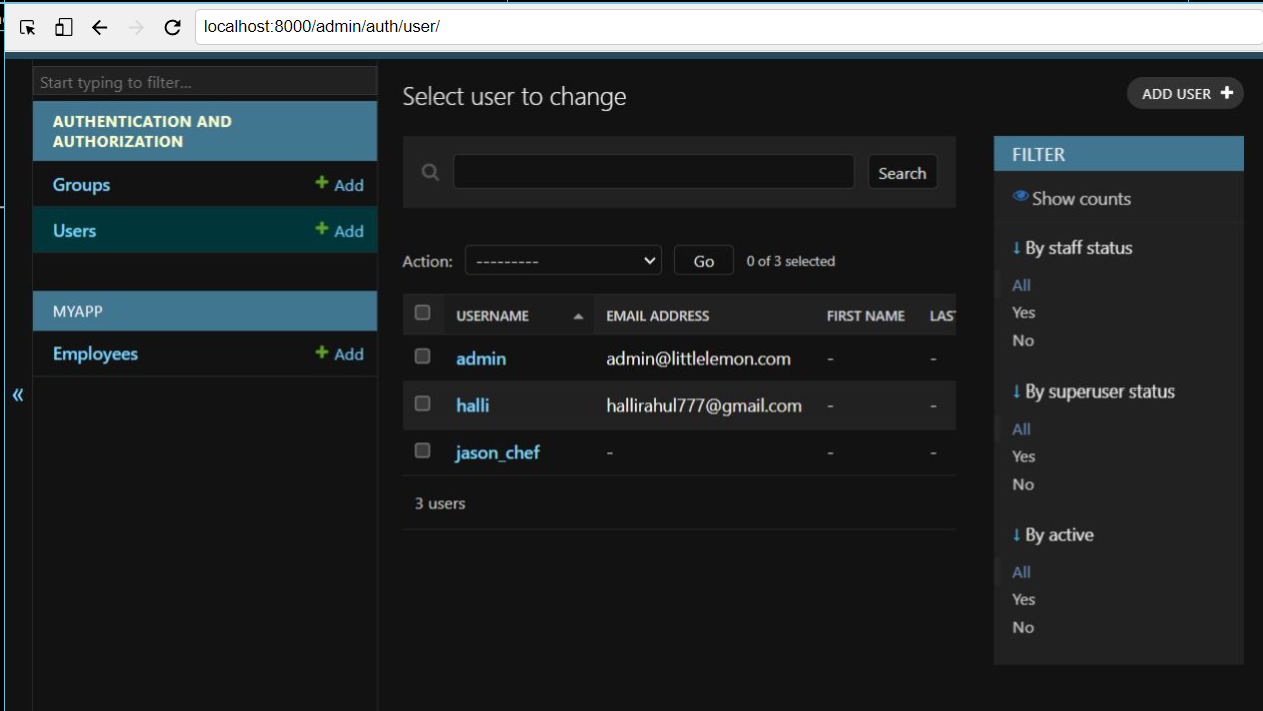 localhost:8000/admin/auth/user/
Start typing to filter...
AUTHENTICATION AND
AUTHORIZATION
Groups + Add
Users + Add
MYAPP
Employees + Add
«
Select user to change
ADD USER +
Search
Action: --------- Go 0 of 3 selected
USERNAME EMAIL ADDRESS FIRST NAME LAS
admin admin@littlelemon.com - -
halli hallirahul777@gmail.com - -
jason_chef - - -
3 users
FILTER
Show counts
↓ By staff status
All
Yes
No
↓ By superuser status
All
Yes
No
↓ By active
All
Yes
No